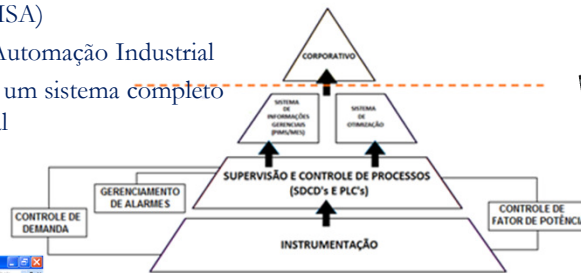 ISA)
Automação Industrial
um sistema completo
l
CORPORATIVO
SISTEMA
DE
INFORMAÇÕES
GERENCIAIS
(PIMS/MES)
SISTEMA
DE
OTIMIZAÇÃO
SUPERVISÃO E CONTROLE DE PROCESSOS
(SDCD's E PLC's)
GERENCIAMENTO
DE ALARMES
CONTROLE DE
DEMANDA
CONTROLE DE
FATOR DE POTÊNCIA
INSTRUMENTAÇÃO